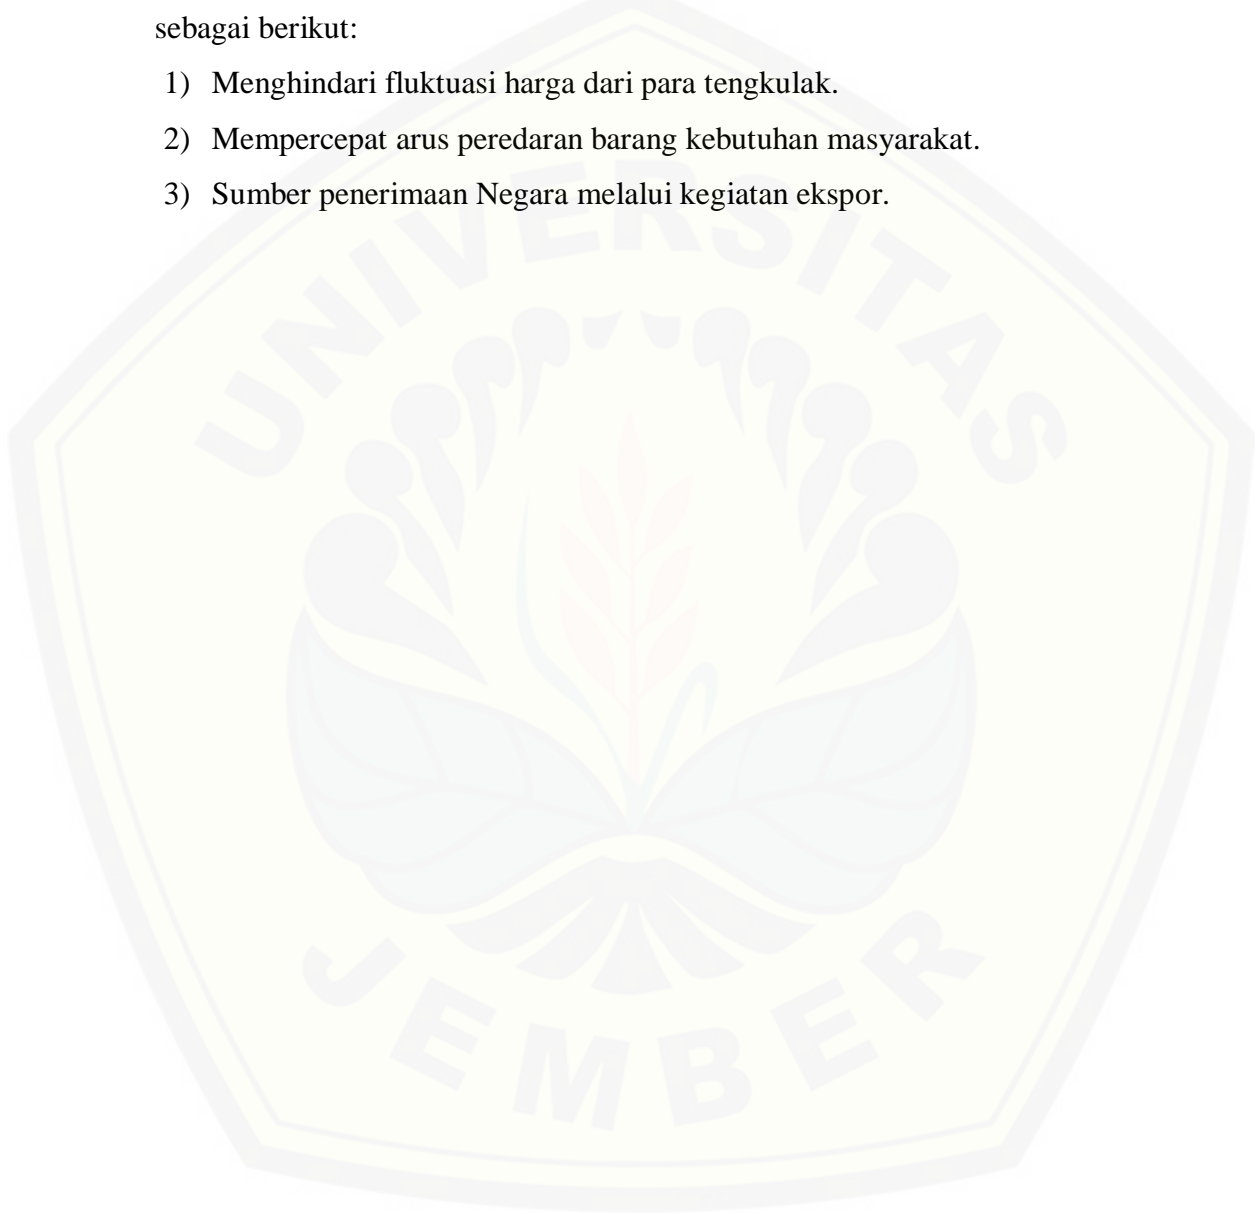 sebagai berikut:
1) Menghindari fluktuasi harga dari para tengkulak.
2) Mempercepat arus peredaran barang kebutuhan masyarakat.
3) Sumber penerimaan Negara melalui kegiatan ekspor.
UNIVERSITAS
JEMBER